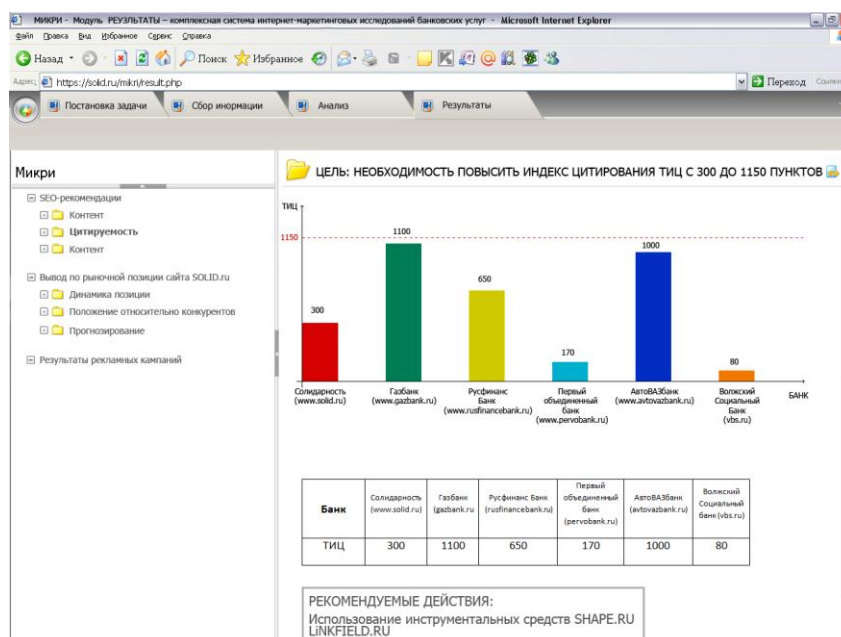 МИКРИ - Модуль РЕУЗЛЬТАТЫ – комплексная система интернет-маркетинговых исследований банковских услуг - Microsoft Internet Explorer
Файл Правка Вид Избранное Сервис Справка
Назад Поиск Избранное
Адрес: https://solid.ru/mikri/result.php Переход Ссылки
Постановка задачи Сбор инормации Анализ Результаты
Микри
SEO-рекомендации
Контент
Цитируемость
Контент
Вывод по рыночной позиции сайта SOLID.ru
Динамика позиции
Положение относительно конкурентов
Прогнозирование
Результаты рекламных кампаний
ЦЕЛЬ: НЕОБХОДИМОСТЬ ПОВЫСИТЬ ИНДЕКС ЦИТИРОВАНИЯ ТИЦ С 300 ДО 1150 ПУНКТОВ
ТИЦ
1150
1100
1000
650
300
170
80
Солидарность
(www.solid.ru)
Газбанк
(www.gazbank.ru)
Русфинанс
Банк
(www.rusfinancebank.ru)
Первый
объединенный
банк
(www.pervobank.ru)
АвтоВАЗбанк
(www.avtovazbank.ru)
Волжский
Социальный
Банк
(vbs.ru)
БАНК
Банк
Солидарность
(www.solid.ru)
Газбанк
(gazbank.ru
Русфинанс Банк
(rusfinancebank.ru)
Первый
объединенный
банк
(pervobank.ru)
АвтоВАЗбанк
(avtovazbank.ru)
Волжский
Социальный
банк (vbs.ru)
ТИЦ 300 1100 650 170 1000 80
РЕКОМЕНДУЕМЫЕ ДЕЙСТВИЯ:
Использование инструментальных средств SHAPE.RU
LiNKFIELD.RU